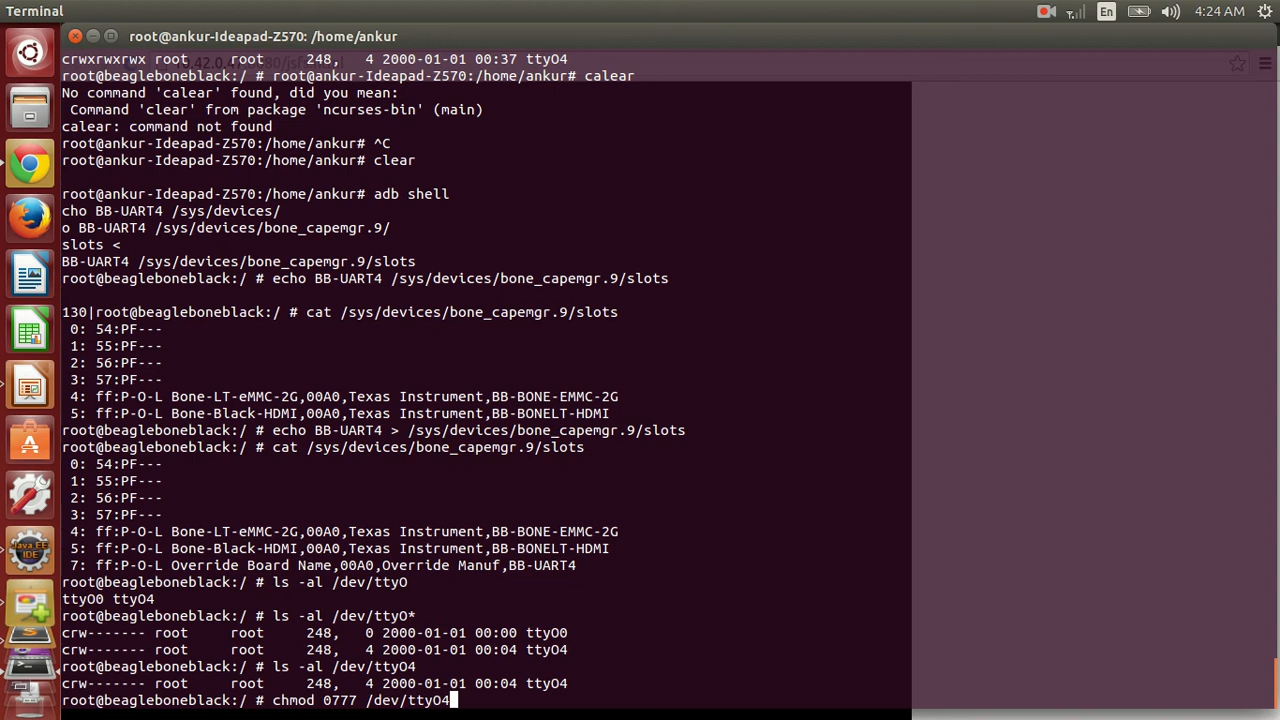 Terminal
En
4:24 AM
root@ankur-Ideapad-Z570: /home/ankur
crwxrwxrwx root     root     248,   4 2000-01-01 00:37 ttyO4
root@beagleboneblack:/ # root@ankur-Ideapad-Z570:/home/ankur# calear
No command 'calear' found, did you mean:
 Command 'clear' from package 'ncurses-bin' (main)
calear: command not found
root@ankur-Ideapad-Z570:/home/ankur# ^C
root@ankur-Ideapad-Z570:/home/ankur# clear
root@ankur-Ideapad-Z570:/home/ankur# adb shell
cho BB-UART4 /sys/devices/
o BB-UART4 /sys/devices/bone_capemgr.9/
slots <
BB-UART4 /sys/devices/bone_capemgr.9/slots
root@beagleboneblack:/ # echo BB-UART4 /sys/devices/bone_capemgr.9/slots
130|root@beagleboneblack:/ # cat /sys/devices/bone_capemgr.9/slots
 0: 54:PF---
 1: 55:PF---
 2: 56:PF---
 3: 57:PF---
 4: ff:P-O-L Bone-LT-eMMC-2G,00A0,Texas Instrument,BB-BONE-EMMC-2G
 5: ff:P-O-L Bone-Black-HDMI,00A0,Texas Instrument,BB-BONELT-HDMI
root@beagleboneblack:/ # echo BB-UART4 > /sys/devices/bone_capemgr.9/slots
root@beagleboneblack:/ # cat /sys/devices/bone_capemgr.9/slots
 0: 54:PF---
 1: 55:PF---
 2: 56:PF---
 3: 57:PF---
 4: ff:P-O-L Bone-LT-eMMC-2G,00A0,Texas Instrument,BB-BONE-EMMC-2G
 5: ff:P-O-L Bone-Black-HDMI,00A0,Texas Instrument,BB-BONELT-HDMI
 7: ff:P-O-L Override Board Name,00A0,Override Manuf,BB-UART4
root@beagleboneblack:/ # ls -al /dev/ttyO
ttyO0 ttyO4
root@beagleboneblack:/ # ls -al /dev/ttyO*
crw------- root     root     248,   0 2000-01-01 00:00 ttyO0
crw------- root     root     248,   4 2000-01-01 00:04 ttyO4
root@beagleboneblack:/ # ls -al /dev/ttyO4
crw------- root     root     248,   4 2000-01-01 00:04 ttyO4
root@beagleboneblack:/ # chmod 0777 /dev/ttyO4
Java EE
IDE